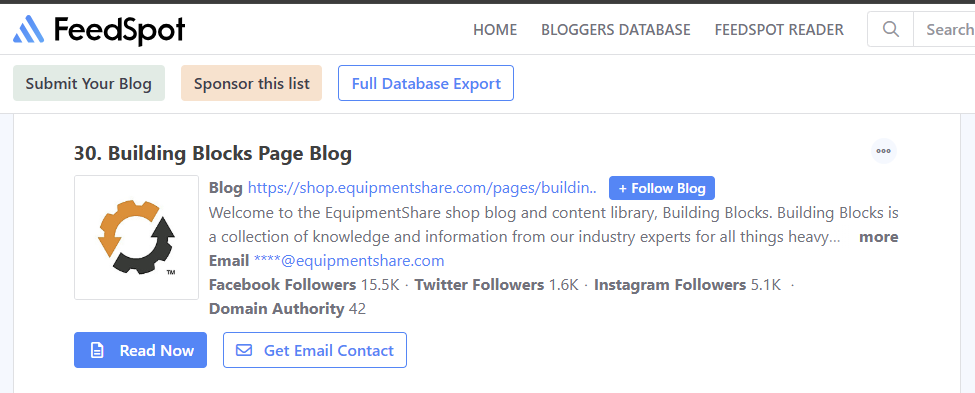 FeedSpot
HOME BLOGGERS DATABASE FEEDSPOT READER Search
Submit Your Blog Sponsor this list Full Database Export
30. Building Blocks Page Blog
Blog https://shop.equipmentshare.com/pages/buildin.. + Follow Blog
Welcome to the EquipmentShare shop blog and content library, Building Blocks. Building Blocks is
a collection of knowledge and information from our industry experts for all things heavy... more
Email ****@equipmentshare.com
Facebook Followers 15.5K · Twitter Followers 1.6K · Instagram Followers 5.1K ·
Domain Authority 42
TM
Read Now Get Email Contact